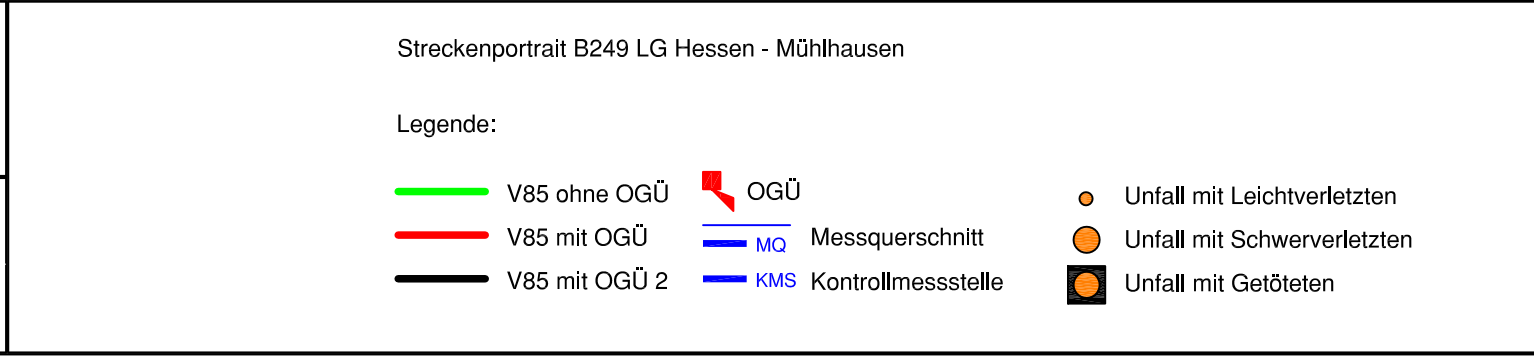 Streckenportrait B249 LG Hessen - Mühlhausen
Legende:
V85 ohne OGÜ
OGÜ
Unfall mit Leichtverletzten
V85 mit OGÜ
MQ Messquerschnitt
Unfall mit Schwerverletzten
V85 mit OGÜ 2
KMS Kontrollmessstelle
Unfall mit Getöteten